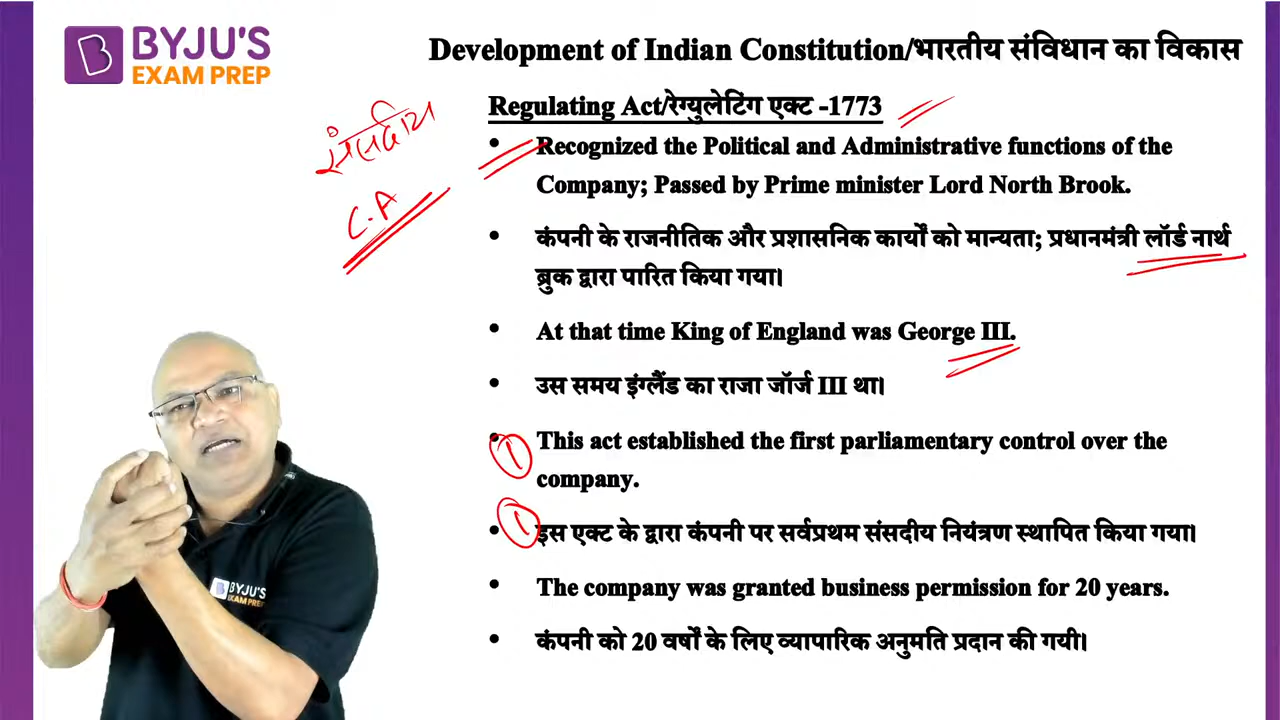 BYJU'S
EXAM PREP
Development of Indian Constitution/भारतीय संविधान का विकास
Regulating Act/रेग्युलेटिंग एक्ट -1773
संसदीय
C.A
• Recognized the Political and Administrative functions of the
Company; Passed by Prime minister Lord North Brook.
• कंपनी के राजनीतिक और प्रशासनिक कार्यों को मान्यता; प्रधानमंत्री लॉर्ड नार्थ
ब्रुक द्वारा पारित किया गया।
• At that time King of England was George III.
• उस समय इंग्लैंड का राजा जॉर्ज III था।
• This act established the first parliamentary control over the
company.
• इस एक्ट के द्वारा कंपनी पर सर्वप्रथम संसदीय नियंत्रण स्थापित किया गया।
• The company was granted business permission for 20 years.
• कंपनी को 20 वर्षों के लिए व्यापारिक अनुमति प्रदान की गयी।
BYJU'S
EXAM PREP